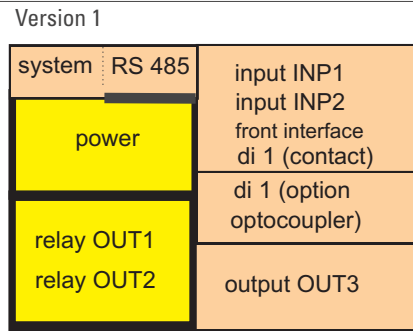 Version 1
system RS 485
power
relay OUT1
relay OUT2
input INP1
input INP2
front interface
di 1 (contact)
di 1 (option
optocoupler)
output OUT3